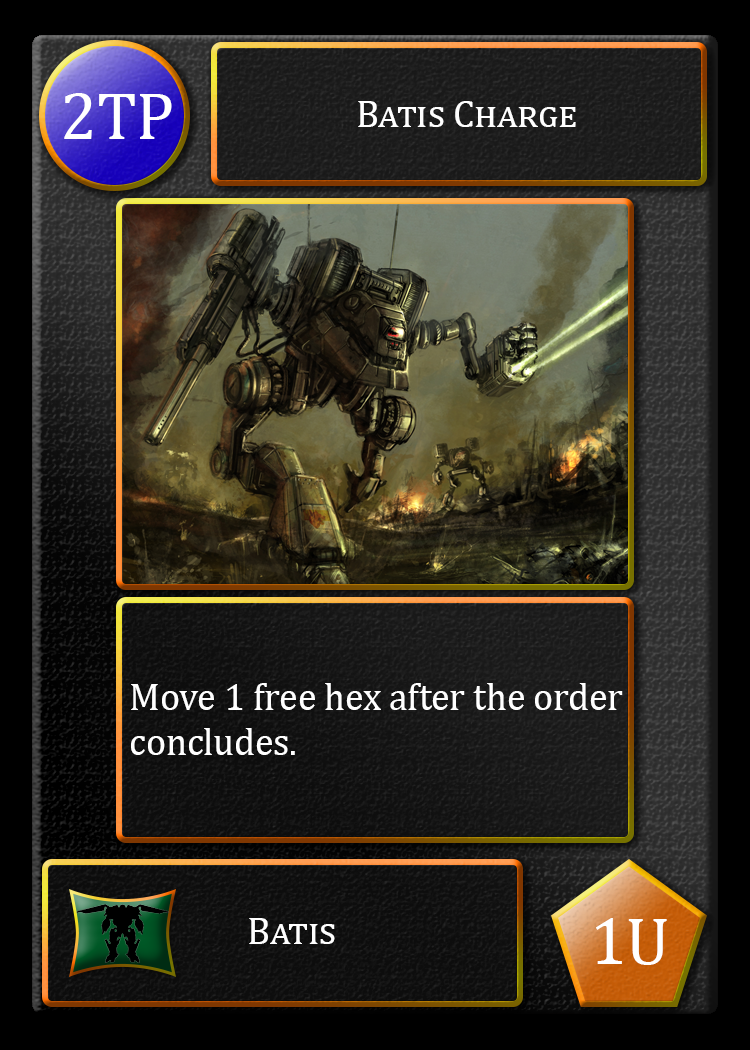 2TP
Batis Charge
Move 1 free hex after the order
concludes.
Batis
1U